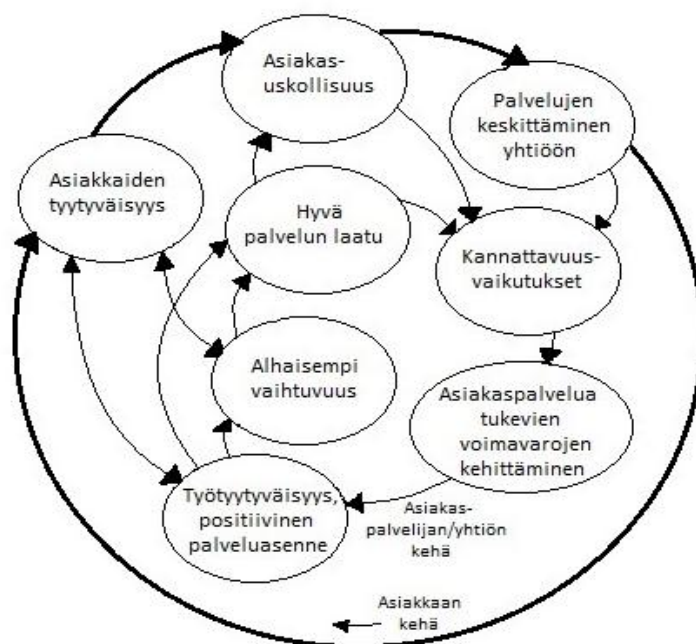 Asiakas-
uskollisuus
Palvelujen
keskittäminen
yhtiöön
Asiakkaiden
tyytyväisyys
Hyvä
palvelun laatu
Kannattavuus-
vaikutukset
Alhaisempi
vaihtuvuus
Asiakaspalvelua
tukevien
voimavarojen
kehittäminen
Työtyytyväisyys,
positiivinen
palveluasenne
Asiakas-
palvelijan/yhtiön
kehä
Asiakkaan
kehä